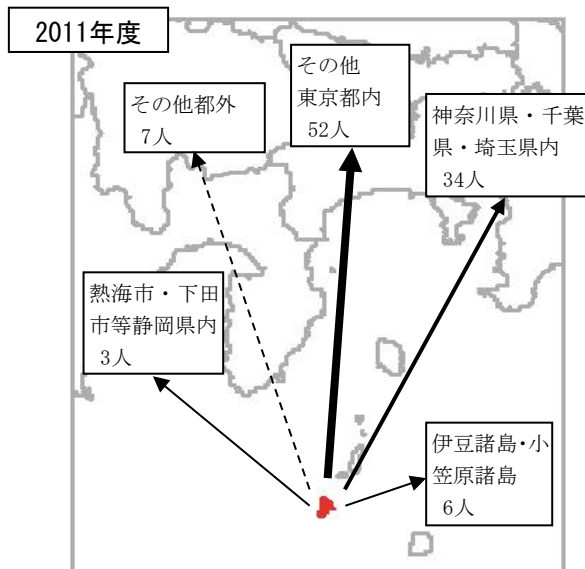 2011年度
その他都外
7人
その他
東京都内
52人
神奈川県・千葉
県・埼玉県内
34人
熱海市・下田
市等静岡県内
3人
伊豆諸島・小
笠原諸島
6人